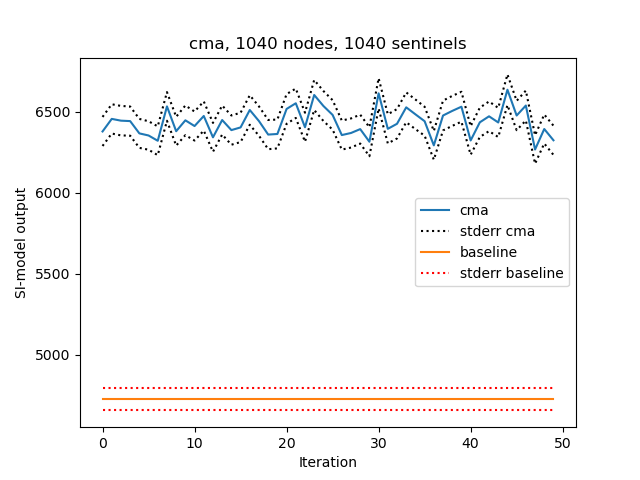 cma, 1040 nodes, 1040 sentinels
SI-model output
6500
6000
5500
5000
cma
stderr cma
baseline
stderr baseline
0 10 20 30 40 50
Iteration